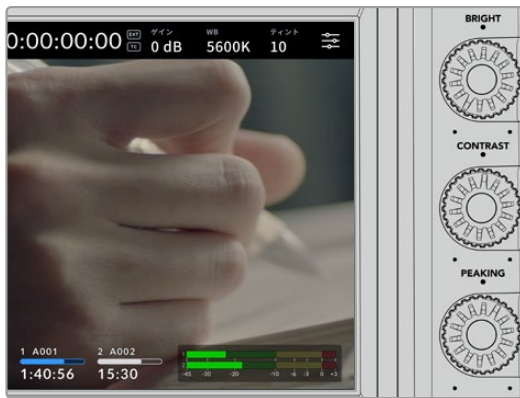 0:00:00:00 EXT TC ゲイン 0 dB WB 5600K ティント 10
BRIGHT
CONTRAST
PEAKING
1 A001 2 A002
1:40:56 15:30
1
2
-45 -30 -20 -10 -6 -3 0 +3